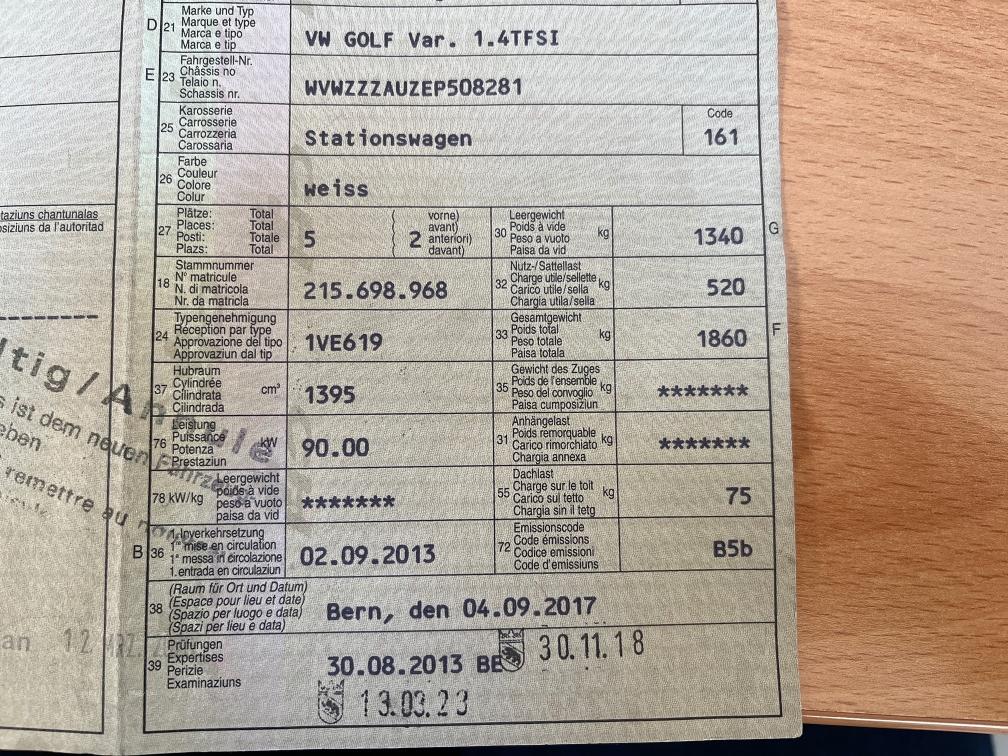 D 21 Marke und Typ
Marque et type
Marca e tipo
Marca e tip
VW GOLF Var. 1.4TFSI
E 23 Fahrgestell-Nr.
Châssis no
Telaio n.
Schassis nr.
WVWZZZAUZEP508281
25 Karosserie
Carrosserie
Carrozzeria
Carossaria
Stationswagen
Code
161
26 Farbe
Couleur
Colore
Colur
weiss
27 Plätze: Total
Places: Total
Posti: Totale
Plazs: Total
5 ( 2 vorne)
avant)
anteriori)
davant)
30 Leergewicht
Poids à vide
Peso a vuoto
Paisa da vid
kg
1340 G
18 Stammnummer
N° matricule
N. di matricola
Nr. da matricla
215.698.968
32 Nutz-/Sattellast
Charge utile/sellette
Carico utile/sella
Chargia utila/sella
kg
520
24 Typengenehmigung
Réception par type
Approvazione del tipo
Approvaziun dal tip
1VE619
33 Gesamtgewicht
Poids total
Peso totale
Paisa totala
kg
1860 F
37 Hubraum
Cylindrée
Cilindrata
Cilindrada
cm³
1395
35 Gewicht des Zuges
Poids de l'ensemble
Peso del convoglio
Paisa cumposiziun
kg
*******
76 Leistung
Puissance
Potenza
Prestaziun
kW
90.00
31 Anhängelast
Poids remorquable
Carico rimorchiato
Chargia annexa
kg
*******
78 kW/kg Leergewicht
poids à vide
peso a vuoto
paisa da vid
*******
55 Dachlast
Charge sur le toit
Carico sul tetto
Chargia sin il tetg
kg
75
B 36 1. Inverkehrsetzung
1re mise en circulation
1a messa in circolazione
1. entrada en circulaziun
02.09.2013
72 Emissionscode
Code émissions
Codice emissioni
Code d'emissiuns
B5b
38 (Raum für Ort und Datum)
(Espace pour lieu et date)
(Spazio per luogo e data)
(Spazi per lieu e data)
Bern, den 04.09.2017
39 Prüfungen
Expertises
Perizie
Examinaziuns
30.08.2013 BE
30.11.18
13.03.23
taziuns chantunalas
osiziuns da l'autoritad
ltig / Annulé
s ist dem neuen Fahrze
eben
remettre au
an 12. MRZ.